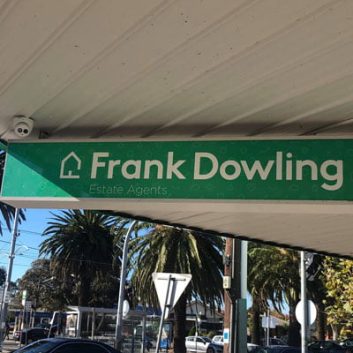 Frank Dowling
Estate Agents